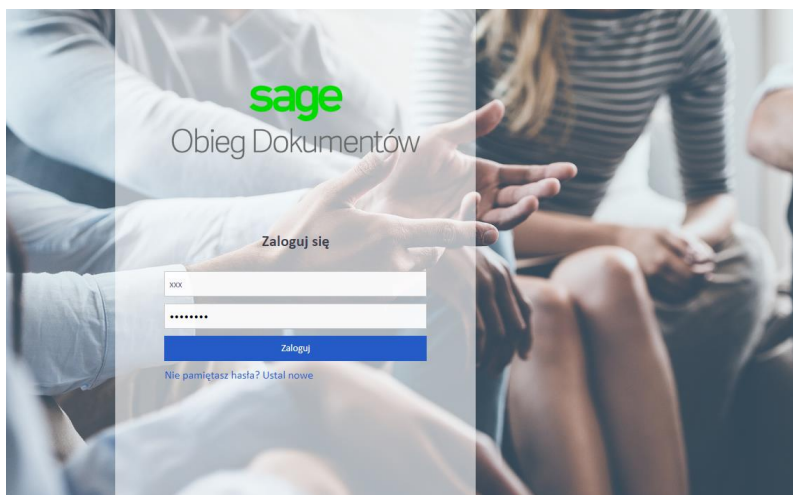 sage
Obieg Dokumentów
Zaloguj się
xxx
••••••••
Zaloguj
Nie pamiętasz hasła? Ustal nowe